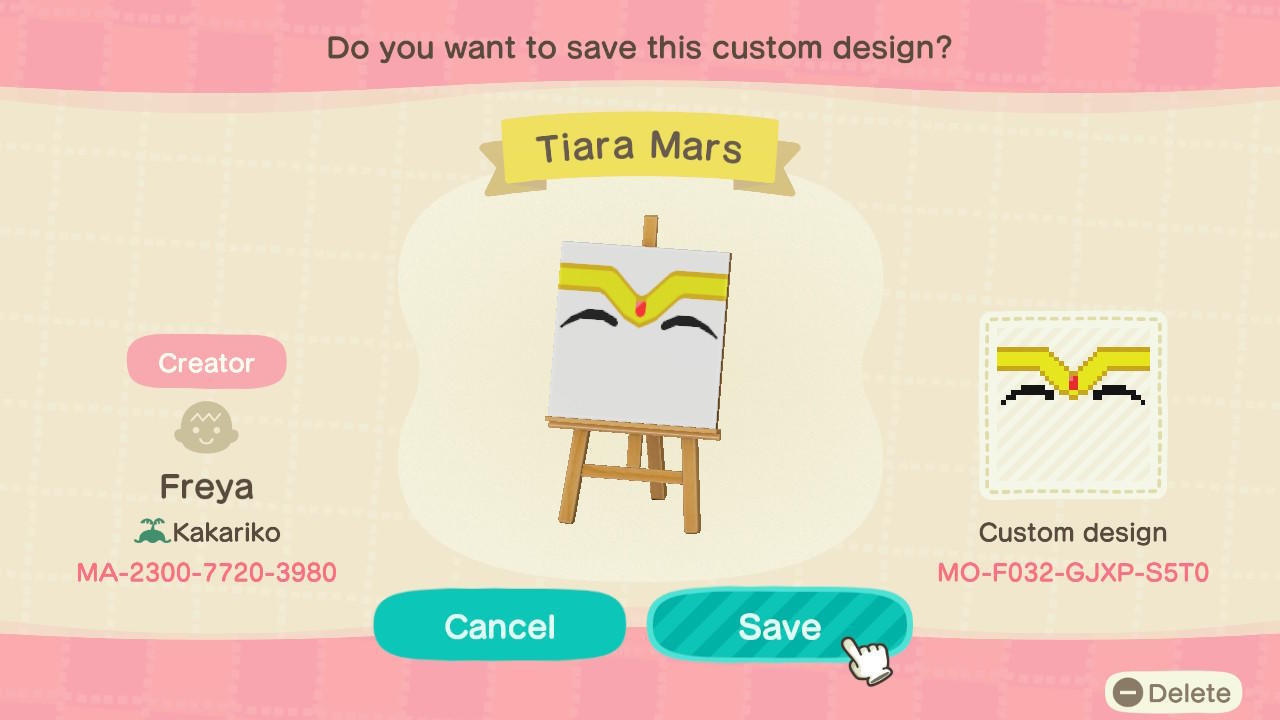 Do you want to save this custom design?
Tiara Mars
Creator
Freya
Kakariko
MA-2300-7720-3980
Custom design
MO-F032-GJXP-S5T0
Cancel
Save
Delete